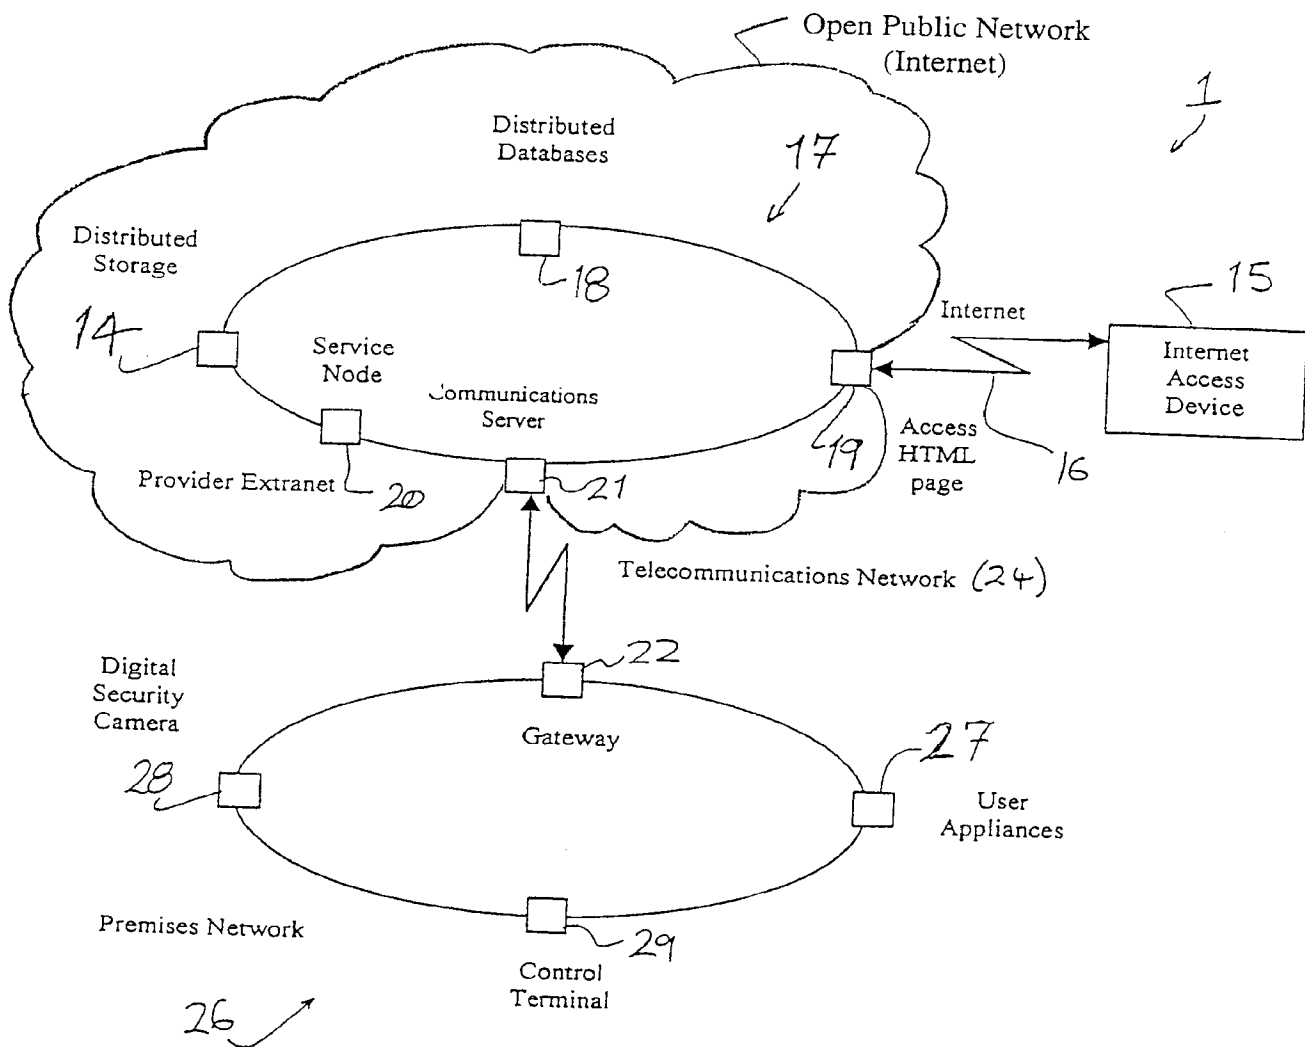 Open Public Network
(Internet)
1
Distributed
Databases
17
Distributed
Storage
18
15
Internet
14
Service
Node
Internet
Access
Device
Communications
Server
19
Access
HTML
page
16
Provider Extranet
20
21
Telecommunications Network (24)
22
Digital
Security
Camera
Gateway
27
28
User
Appliances
Premises Network
29
Control
Terminal
26